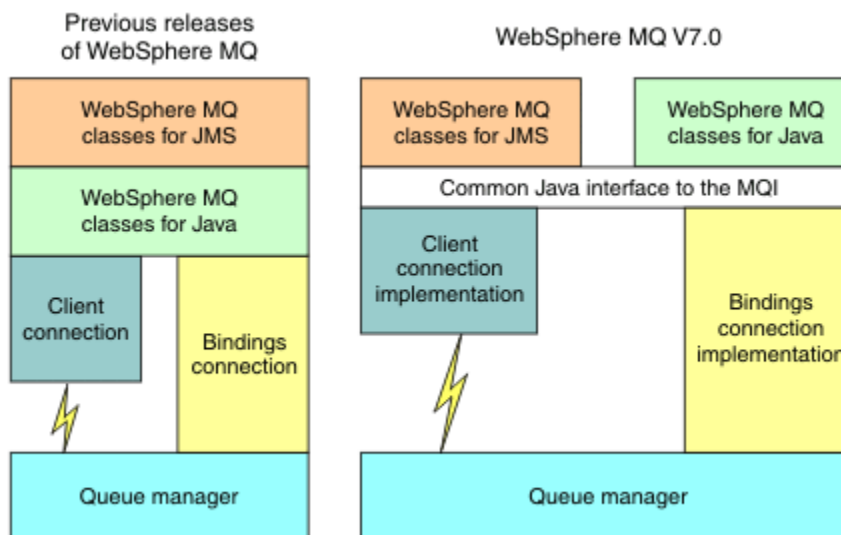 Previous releases
of WebSphere MQ
WebSphere MQ
classes for JMS
WebSphere MQ
classes for Java
Client
connection
Bindings
connection
Queue manager
WebSphere MQ V7.0
WebSphere MQ
classes for JMS
WebSphere MQ
classes for Java
Common Java interface to the MQI
Client
connection
implementation
Bindings
connection
implementation
Queue manager